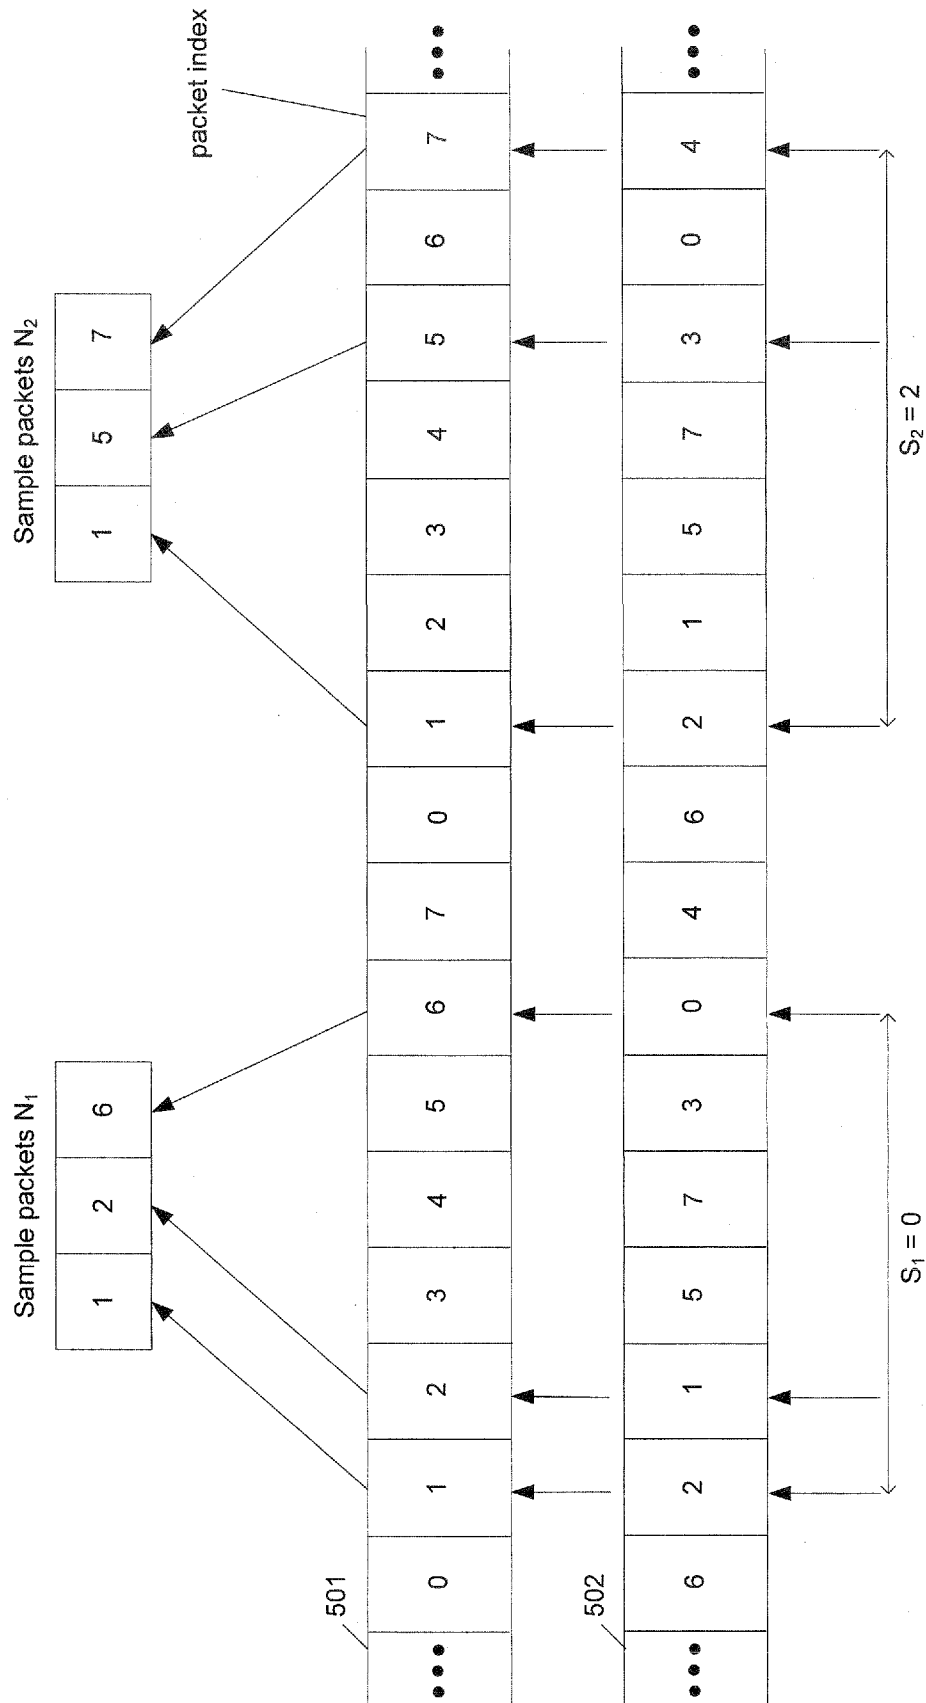 Sample packets N₁
Sample packets N₂
1 2 6
1 5 7
packet index
501
0 1 2 3 4 5 6 7 0 1 2 3 4 5 6 7
502
6 2 1 5 7 3 0 4 6 2 1 5 7 3 0 4
S₁ = 0
S₂ = 2